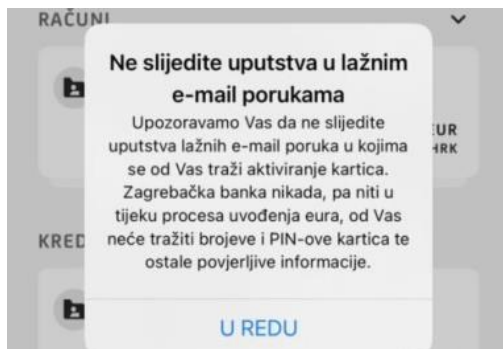 RAČUNI
Ne slijedite uputstva u lažnim
e-mail porukama
Upozoravamo Vas da ne slijedite
uputstva lažnih e-mail poruka u kojima
se od Vas traži aktiviranje kartica.
Zagrebačka banka nikada, pa niti u
tijeku procesa uvođenja eura, od Vas
neće tražiti brojeve i PIN-ove kartica te
ostale povjerljive informacije.
EUR
HRK
KRED
U REDU